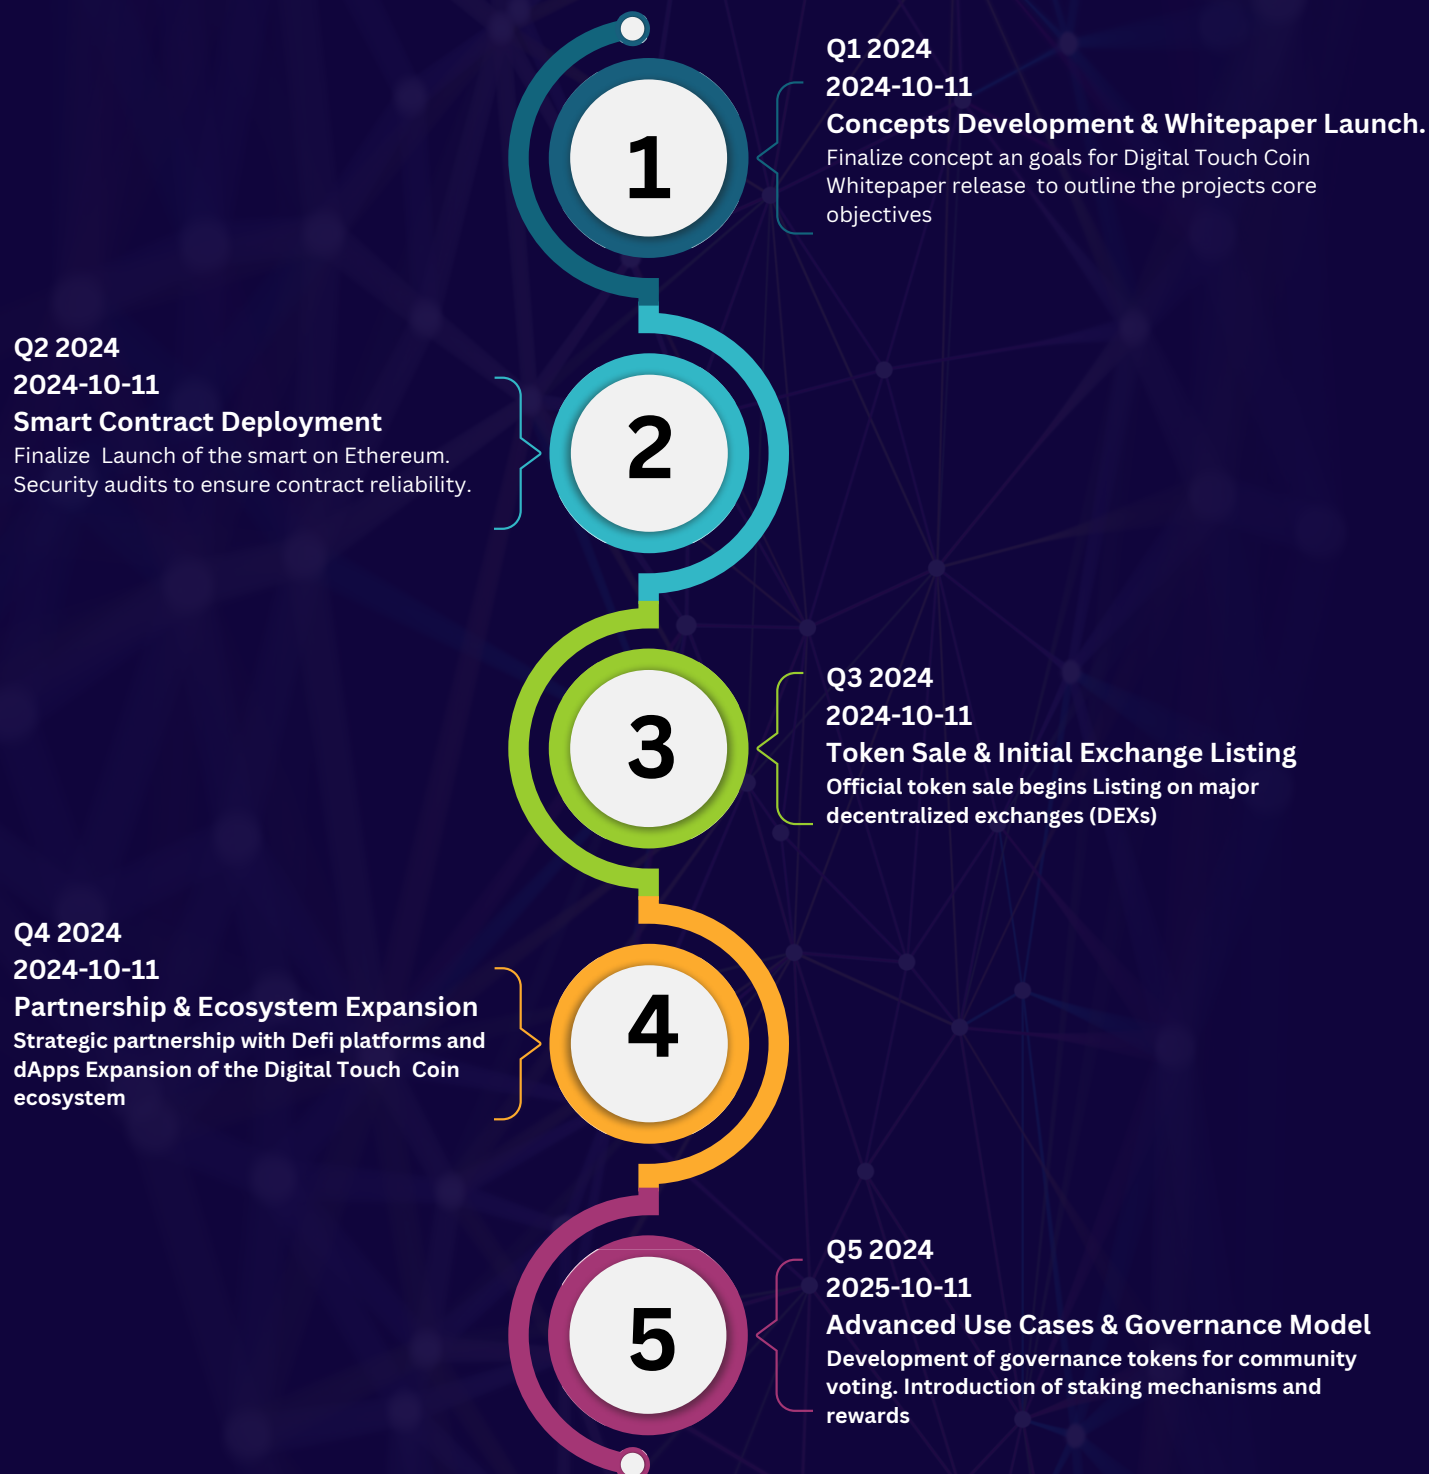 1
Q1 2024
2024-10-11
Concepts Development & Whitepaper Launch.
Finalize concept an goals for Digital Touch Coin
Whitepaper release  to outline the projects core
objectives
2
Q2 2024
2024-10-11
Smart Contract Deployment
Finalize  Launch of the smart on Ethereum.
Security audits to ensure contract reliability.
3
Q3 2024
2024-10-11
Token Sale & Initial Exchange Listing
Official token sale begins Listing on major
decentralized exchanges (DEXs)
4
Q4 2024
2024-10-11
Partnership & Ecosystem Expansion
Strategic partnership with Defi platforms and
dApps Expansion of the Digital Touch  Coin
ecosystem
5
Q5 2024
2025-10-11
Advanced Use Cases & Governance Model
Development of governance tokens for community
voting. Introduction of staking mechanisms and
rewards